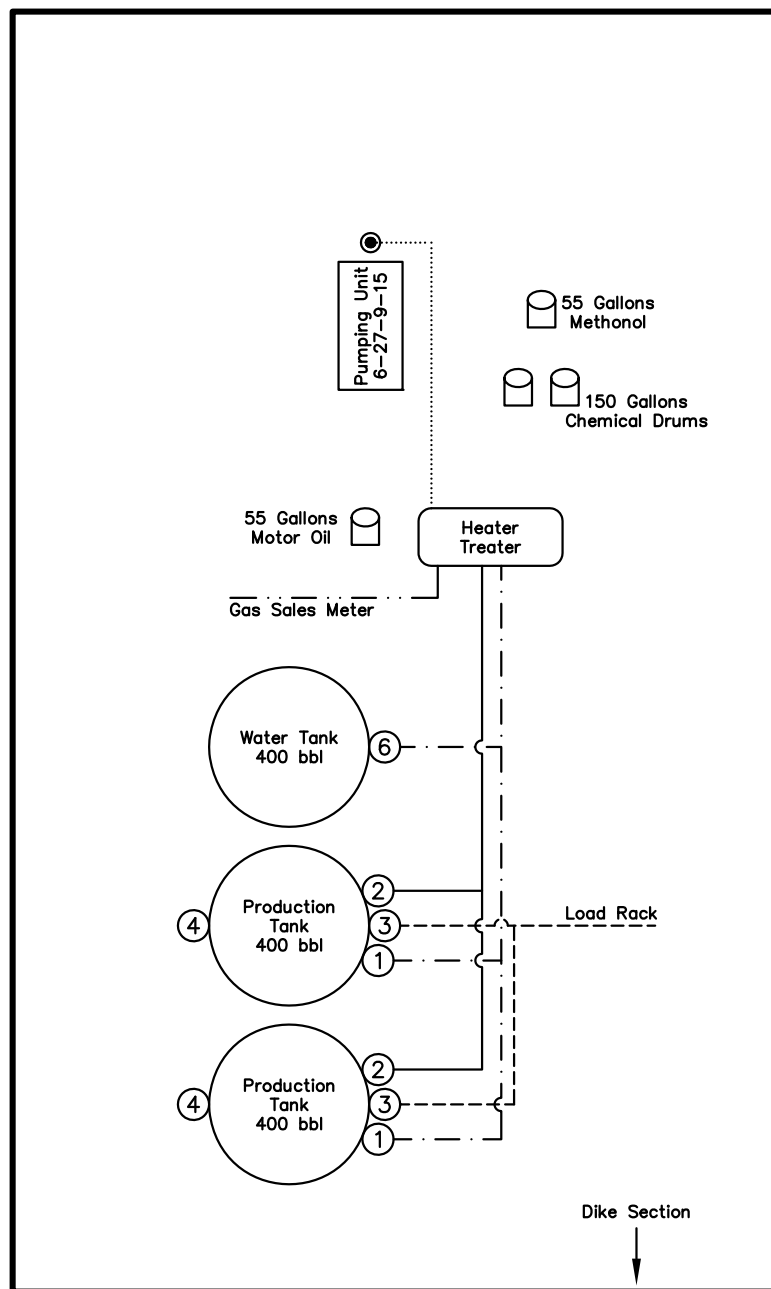 Pumping Unit
6-27-9-15
55 Gallons
Methonol
150 Gallons
Chemical Drums
55 Gallons
Motor Oil
Heater
Treater
Gas Sales Meter
Water Tank
400 bbl
6
Production
Tank
400 bbl
2
4
3
1
Load Rack
Production
Tank
400 bbl
2
4
3
1
Dike Section